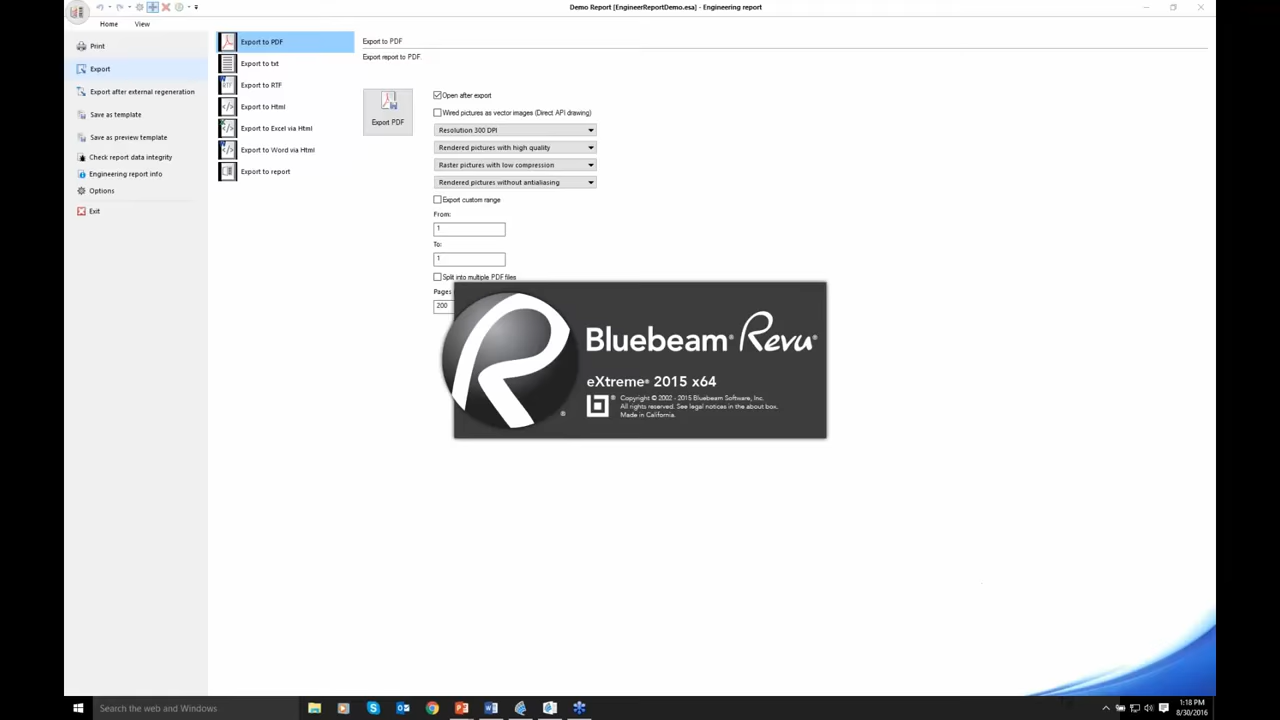 Demo Report [EngineerReportDemo.esa] - Engineering report
Home
View
Print
Export
Export after external regeneration
Save as template
Save as preview template
Check report data integrity
Engineering report info
Options
Exit
Export to PDF
Export to txt
Export to RTF
Export to Html
Export to Excel via Html
Export to Word via Html
Export to report
Export to PDF
Export report to PDF.
Export PDF
Open after export
Wired pictures as vector images (Direct API drawing)
Resolution 300 DPI
Rendered pictures with high quality
Raster pictures with low compression
Rendered pictures without antialiasing
Export custom range
From:
1
To:
1
Split into multiple PDF files
Pages
200
Bluebeam® Revu®
eXtreme® 2015 x64
Copyright © 2002 - 2015 Bluebeam Software, Inc.
All rights reserved. See legal notices in the about box.
Made in California.
Search the web and Windows
1:18 PM
8/30/2016